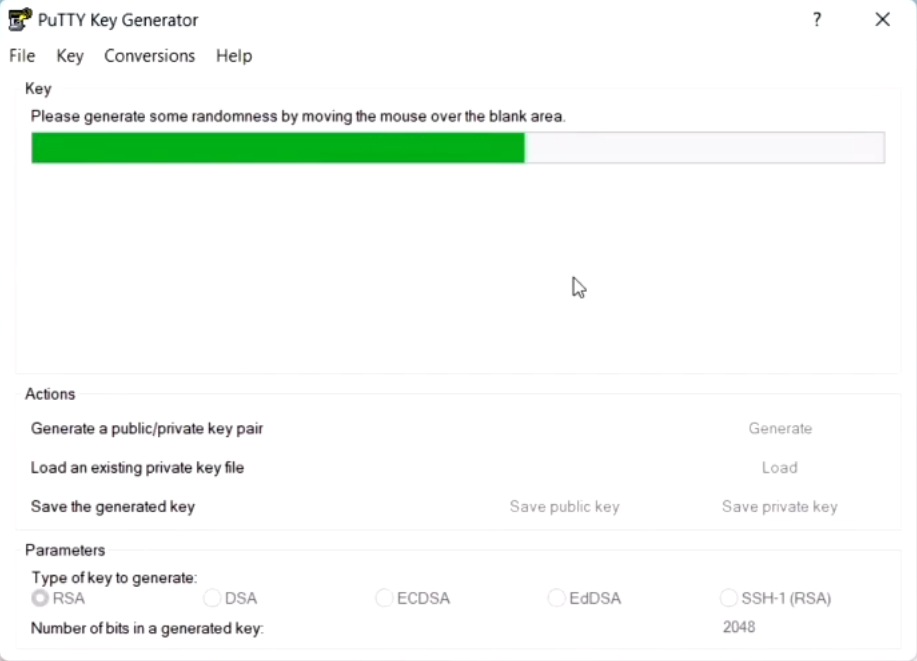 PuTTY Key Generator
?
File Key Conversions Help
Key
Please generate some randomness by moving the mouse over the blank area.
Actions
Generate a public/private key pair Generate
Load an existing private key file Load
Save the generated key Save public key Save private key
Parameters
Type of key to generate:
RSA DSA ECDSA EdDSA SSH-1 (RSA)
Number of bits in a generated key: 2048